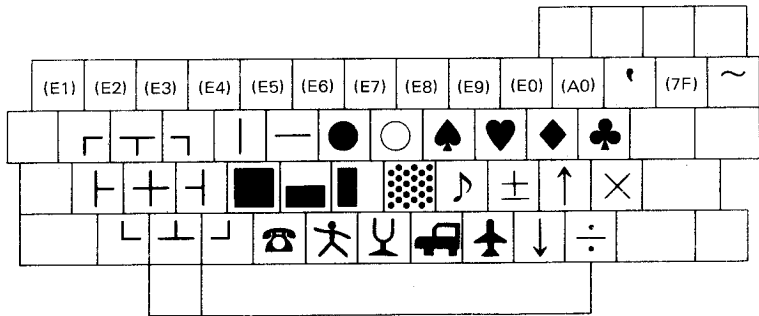 (E1) (E2) (E3) (E4) (E5) (E6) (E7) (E8) (E9) (E0) (A0) ‛ (7F) ~
┌ ┬ ┐ │ ─ ● ○ ♠ ♥ ♦ ♣
├ ┼ ┤ ■ ▄ ▌ ▒ ♪ ± ↑ ×
└ ┴ ┘ ☎ ↓ ÷